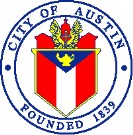 CITY OF AUSTIN
FOUNDED 1839